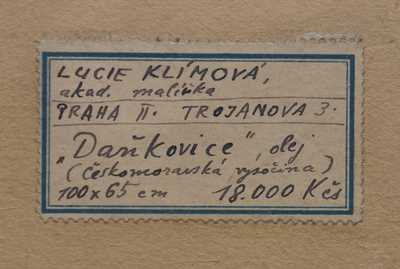 LUCIE KLÍMOVÁ,
akad. malířka
PRAHA II. TROJANOVA 3.
„Daňkovice", olej
(Českomoravská vysočina)
100x65 cm 18.000 Kčs